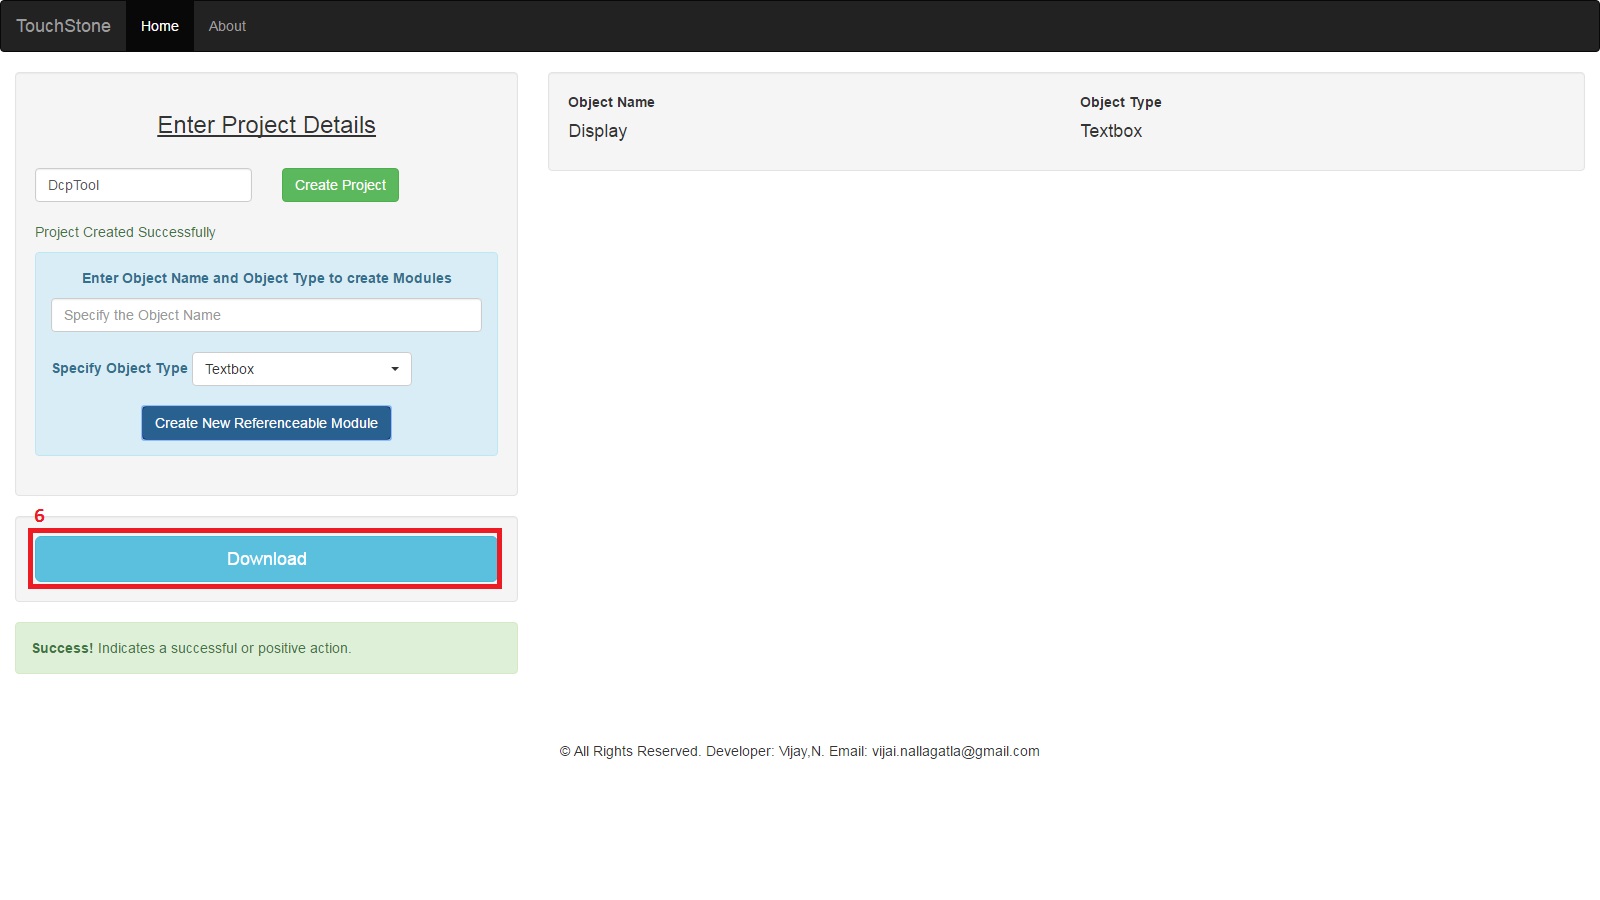 TouchStone Home About
Enter Project Details
DcpTool Create Project
Project Created Successfully
Enter Object Name and Object Type to create Modules
Specify the Object Name
Specify Object Type Textbox
Create New Referenceable Module
6
Download
Success! Indicates a successful or positive action.
Object Name Object Type
Display Textbox
© All Rights Reserved. Developer: Vijay,N. Email: vijai.nallagatla@gmail.com